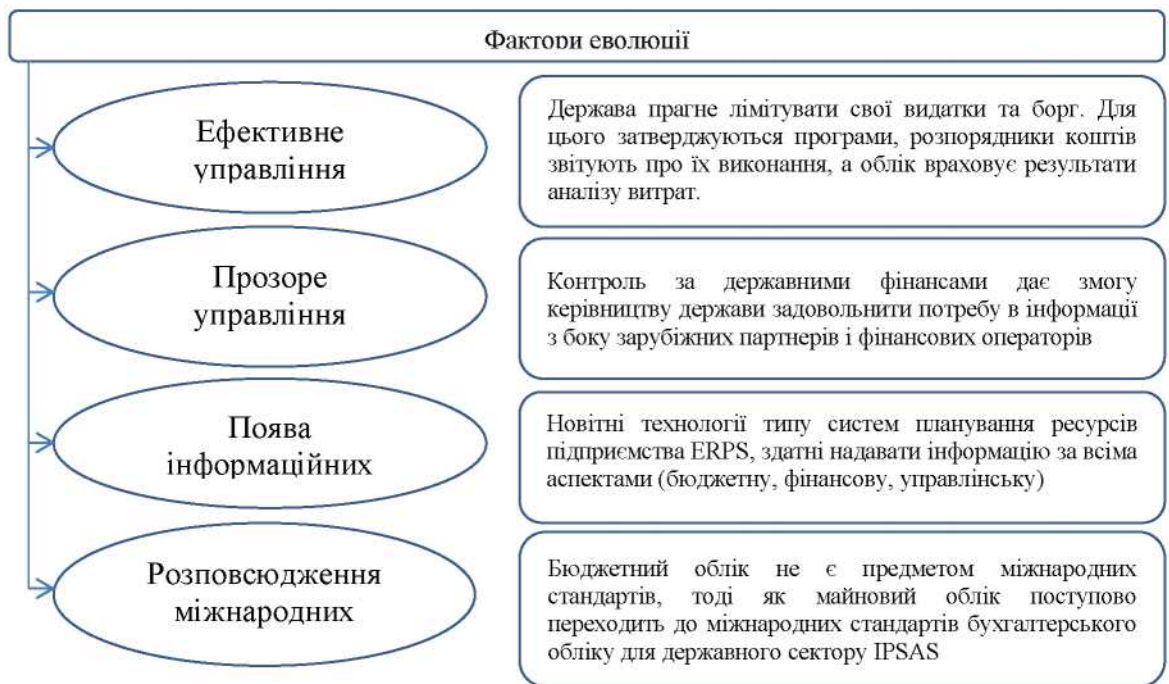 Фактори еволюції
Ефективне
управління
Держава прагне лімітувати свої видатки та борг. Для
цього затверджуються програми, розпорядники коштів
звітують про їх виконання, а облік враховує результати
аналізу витрат.
Прозоре
управління
Контроль за державними фінансами дає змогу
керівництву держави задовольнити потребу в інформації
з боку зарубіжних партнерів і фінансових операторів
Поява
інформаційних
Новітні технології типу систем планування ресурсів
підприємства ERPS, здатні надавати інформацію за всіма
аспектами (бюджетну, фінансову, управлінську)
Розповсюдження
міжнародних
Бюджетний облік не є предметом міжнародних
стандартів, тоді як майновий облік поступово
переходить до міжнародних стандартів бухгалтерського
обліку для державного сектору IPSAS